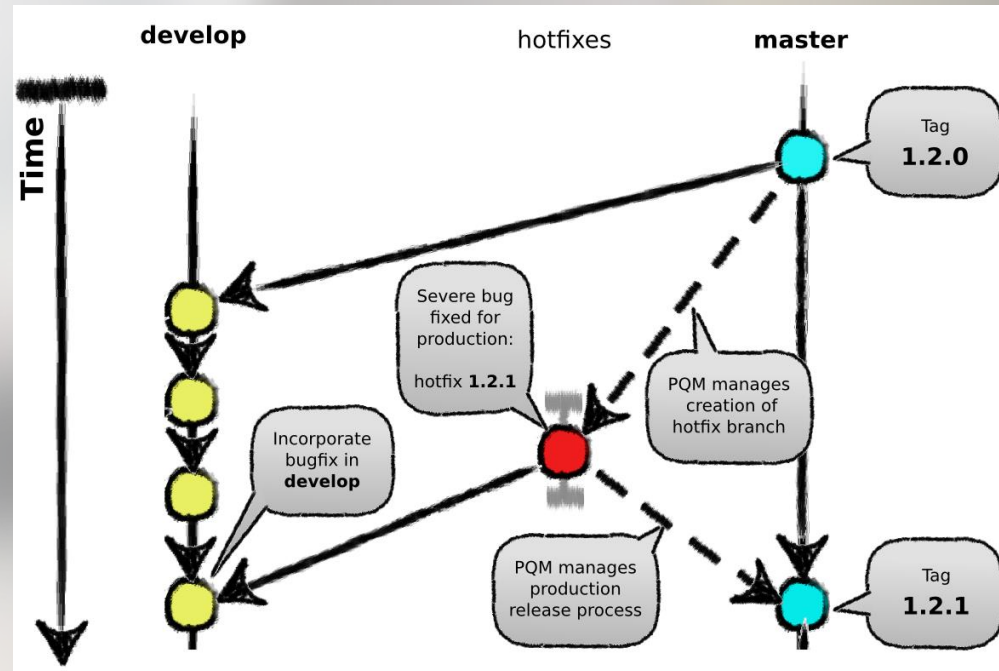 develop
hotfixes
master
Time
Tag
1.2.0
Severe bug
fixed for
production:
hotfix 1.2.1
PQM manages
creation of
hotfix branch
Incorporate
bugfix in
develop
PQM manages
production
release process
Tag
1.2.1